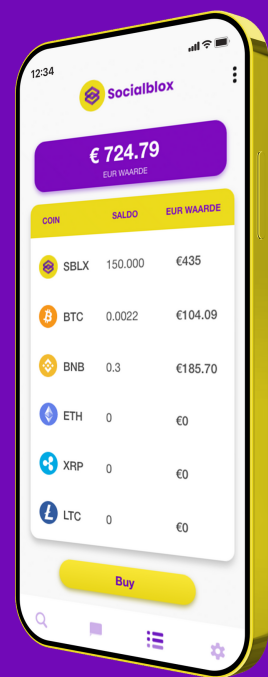 12:34
Socialblox
€ 724.79
EUR WAARDE
COIN SALDO EUR WAARDE
SBLX 150.000 €435
BTC 0.0022 €104.09
BNB 0.3 €185.70
ETH 0 €0
XRP 0 €0
LTC 0 €0
Buy